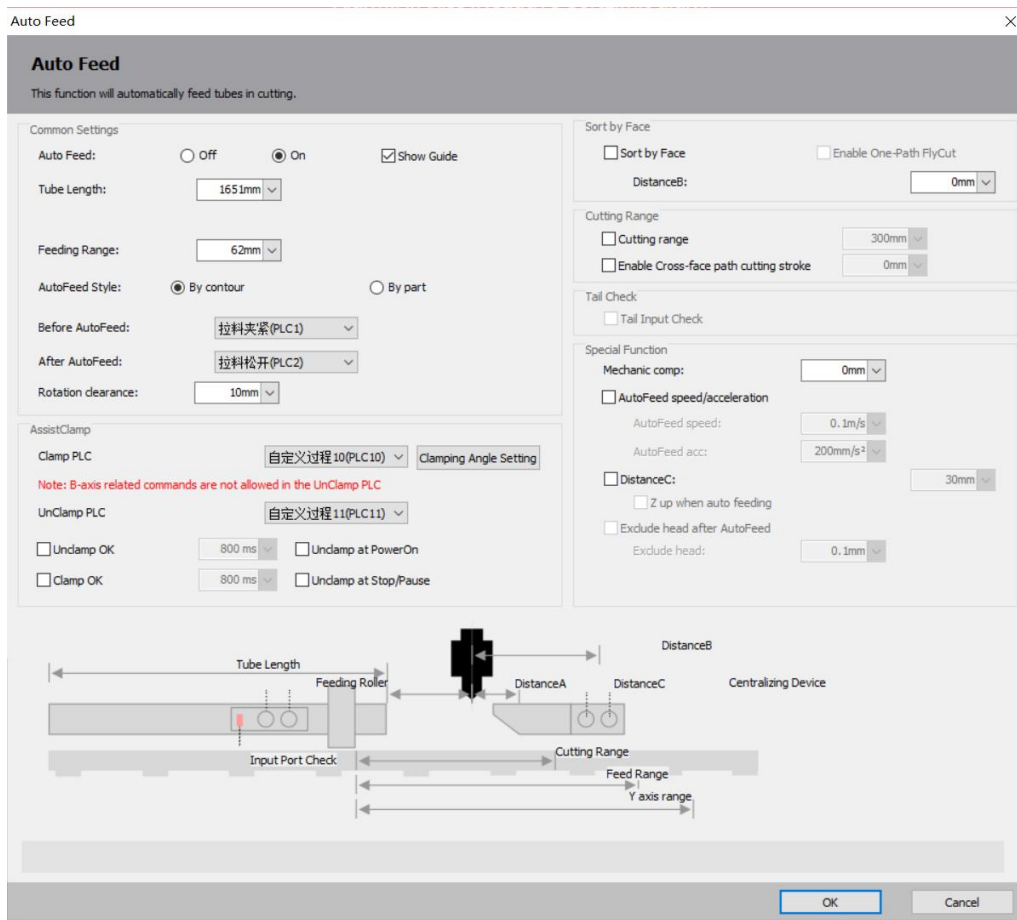 Auto Feed
Auto Feed
This function will automatically feed tubes in cutting.
Common Settings
Auto Feed: Off On Show Guide
Tube Length: 1651mm
Feeding Range: 62mm
AutoFeed Style: By contour By part
Before AutoFeed: 拉料夹紧(PLC1)
After AutoFeed: 拉料松开(PLC2)
Rotation clearance: 10mm
AssistClamp
Clamp PLC 自定义过程10(PLC10) Clamping Angle Setting
Note: B-axis related commands are not allowed in the UnClamp PLC
UnClamp PLC 自定义过程11(PLC11)
Unclamp OK 800 ms Unclamp at PowerOn
Clamp OK 800 ms Unclamp at Stop/Pause
Sort by Face
Sort by Face Enable One-Path FlyCut
DistanceB: 0mm
Cutting Range
Cutting range 300mm
Enable Cross-face path cutting stroke 0mm
Tail Check
Tail Input Check
Special Function
Mechanic comp: 0mm
AutoFeed speed/acceleration
AutoFeed speed: 0.1m/s
AutoFeed acc: 200mm/s²
DistanceC: 30mm
Z up when auto feeding
Exclude head after AutoFeed
Exclude head: 0.1mm
DistanceB
Tube Length
Feeding Roller DistanceA DistanceC Centralizing Device
Cutting Range
Input Port Check
Feed Range
Y axis range
OK Cancel